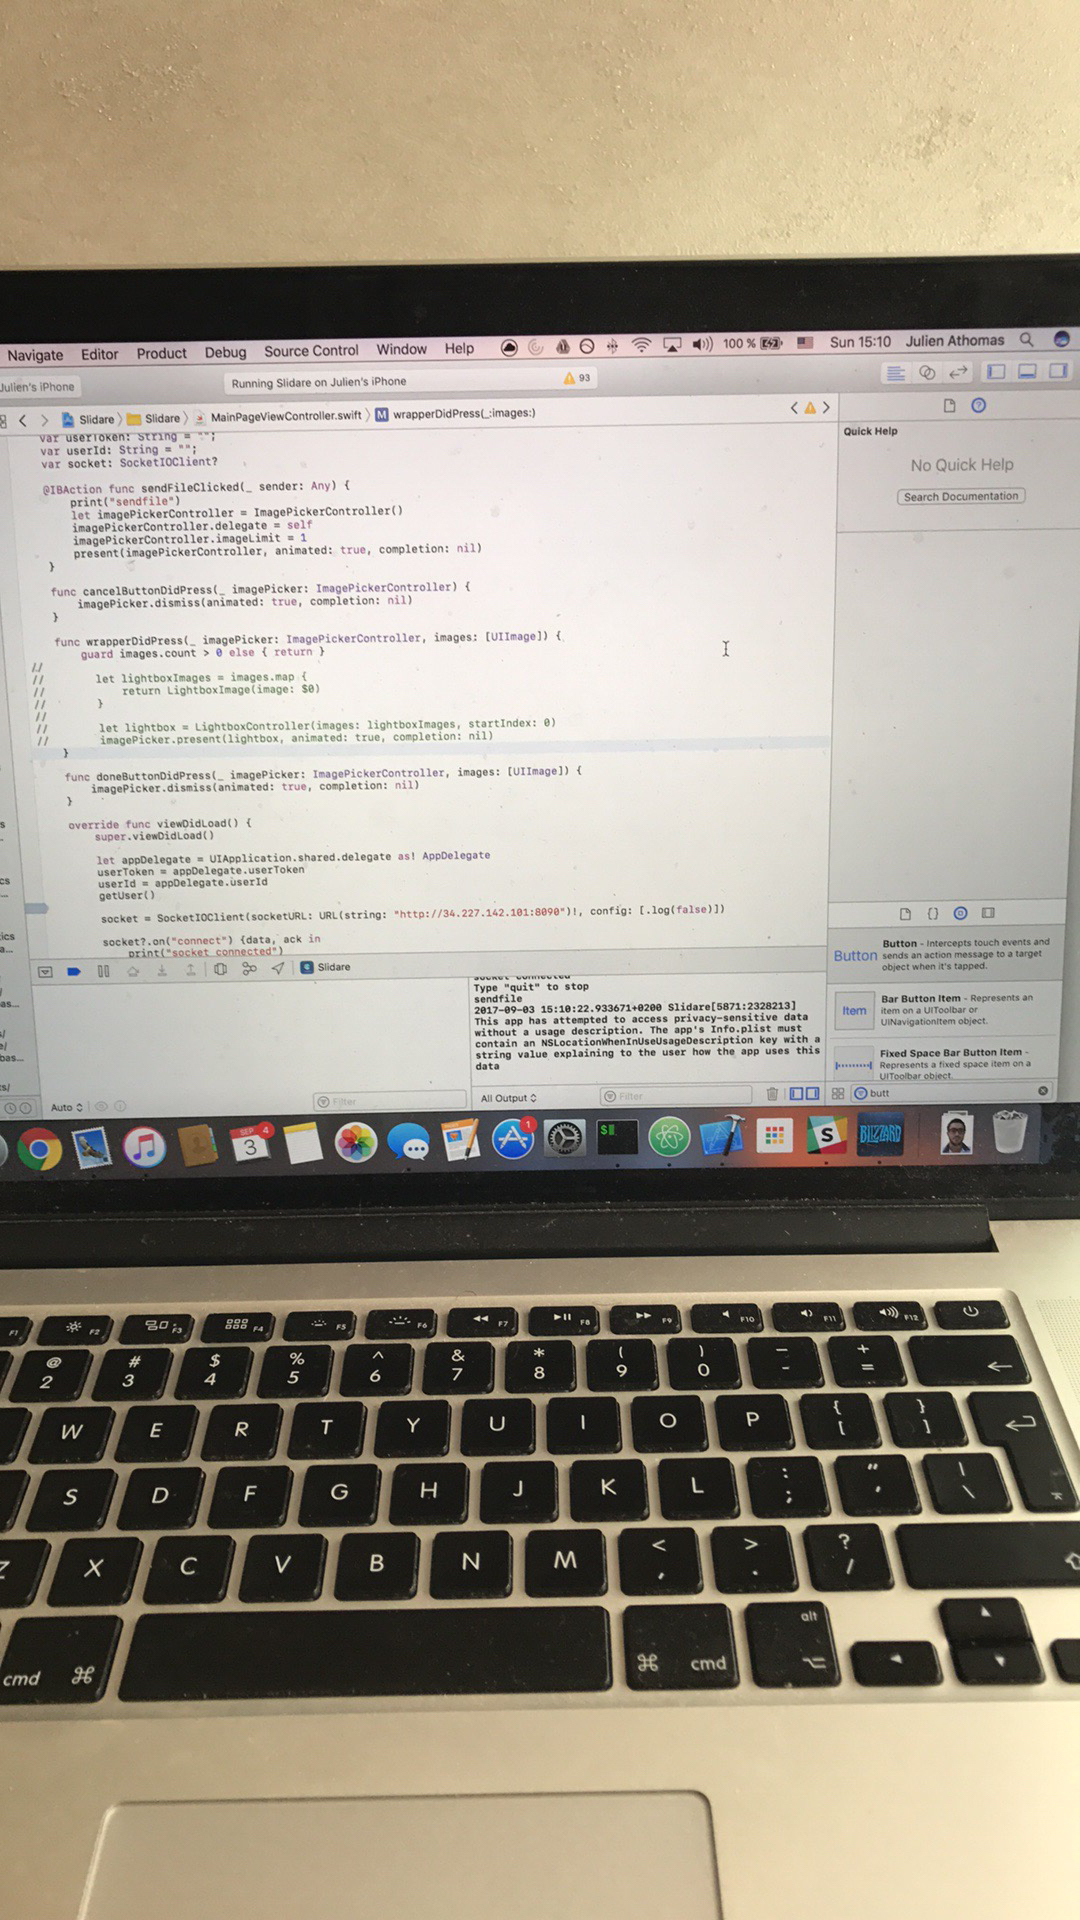 Navigate Editor Product Debug Source Control Window Help 100 % Sun 15:10 Julien Athomas
Julien's iPhone
Running Slidare on Julien's iPhone
93
Slidare Slidare MainPageViewController.swift M wrapperDidPress(_:images:)
var userToken: String = "";
var userId: String = "";
var socket: SocketIOClient?
@IBAction func sendFileClicked(_ sender: Any) {
print("sendfile")
let imagePickerController = ImagePickerController()
imagePickerController.delegate = self
imagePickerController.imageLimit = 1
present(imagePickerController, animated: true, completion: nil)
}
func cancelButtonDidPress(_ imagePicker: ImagePickerController) {
imagePicker.dismiss(animated: true, completion: nil)
}
func wrapperDidPress(_ imagePicker: ImagePickerController, images: [UIImage]) {
guard images.count > 0 else { return }
//
// let lightboxImages = images.map {
// return LightboxImage(image: $0)
// }
//
// let lightbox = LightboxController(images: lightboxImages, startIndex: 0)
// imagePicker.present(lightbox, animated: true, completion: nil)
}
func doneButtonDidPress(_ imagePicker: ImagePickerController, images: [UIImage]) {
imagePicker.dismiss(animated: true, completion: nil)
}
override func viewDidLoad() {
super.viewDidLoad()
let appDelegate = UIApplication.shared.delegate as! AppDelegate
userToken = appDelegate.userToken
userId = appDelegate.userId
getUser()
socket = SocketIOClient(socketURL: URL(string: "http://34.227.142.101:8090")!, config: [.log(false)])
socket?.on("connect") {data, ack in
print("socket connected")
Quick Help
No Quick Help
Search Documentation
Button - Intercepts touch events and
Button sends an action message to a target
object when it's tapped.
Item
Bar Button Item - Represents an
item on a UIToolbar or
UINavigationItem object.
Fixed Space Bar Button Item -
Represents a fixed space item on a
UIToolbar object.
butt
Slidare
socket connected
Type "quit" to stop
sendfile
2017-09-03 15:10:22.933671+0200 Slidare[5871:2328213]
This app has attempted to access privacy-sensitive data
without a usage description. The app's Info.plist must
contain an NSLocationWhenInUseUsageDescription key with a
string value explaining to the user how the app uses this
data
Auto
Filter
All Output
Filter
SEP 4
3
1
$
S
BLIZZARD
F1 F2 F3 F4 F5 F6 F7 F8 F9 F10 F11 F12
@ # $ % ^ & * ( ) _ +
2 3 4 5 6 7 8 9 0 - =
W E R T Y U I O P { [ } ]
S D F G H J K L : ; " ' | \
Z X C V B N M < , > . ? /
cmd ⌘ ⌘ cmd alt